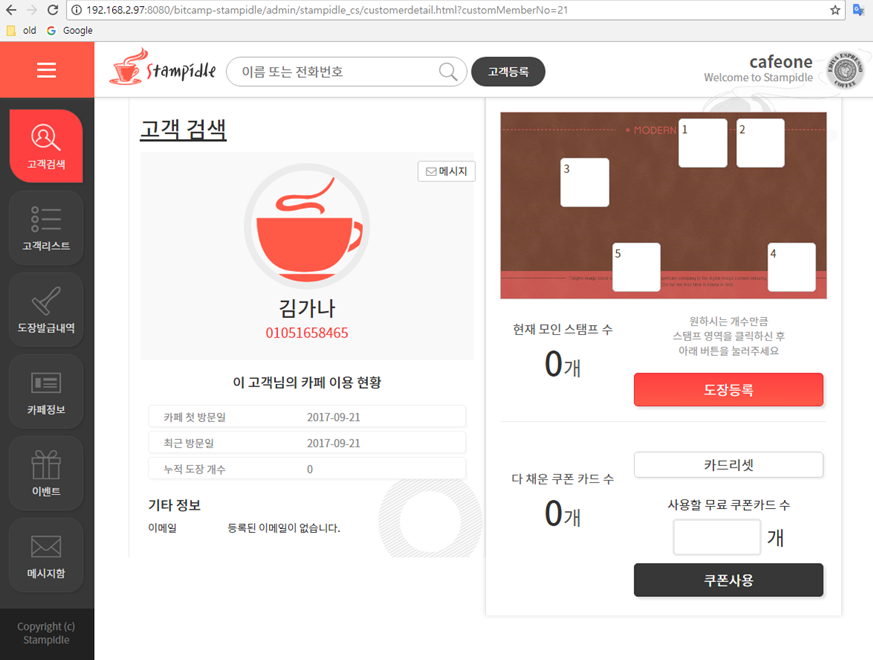 192.168.2.97:8080/bitcamp-stampidle/admin/stampidle_cs/customerdetail.html?customMemberNo=21
old
Google
Stampidle
이름 또는 전화번호
고객등록
cafeone
Welcome to Stampidle
EDIYA ESPRESSO
COFFEE
고객검색
고객리스트
도장발급내역
카페정보
이벤트
메시지함
Copyright (c)
Stampidle
고객 검색
메시지
김가나
01051658465
이 고객님의 카페 이용 현황
카페 첫 방문일 2017-09-21
최근 방문일 2017-09-21
누적 도장 개수 0
기타 정보
이메일 등록된 이메일이 없습니다.
MODERN
1
2
3
5
4
현재 모인 스탬프 수
0개
원하시는 개수만큼
스탬프 영역을 클릭하신 후
아래 버튼을 눌러주세요
도장등록
다 채운 쿠폰 카드 수
0개
카드리셋
사용할 무료 쿠폰카드 수
개
쿠폰사용